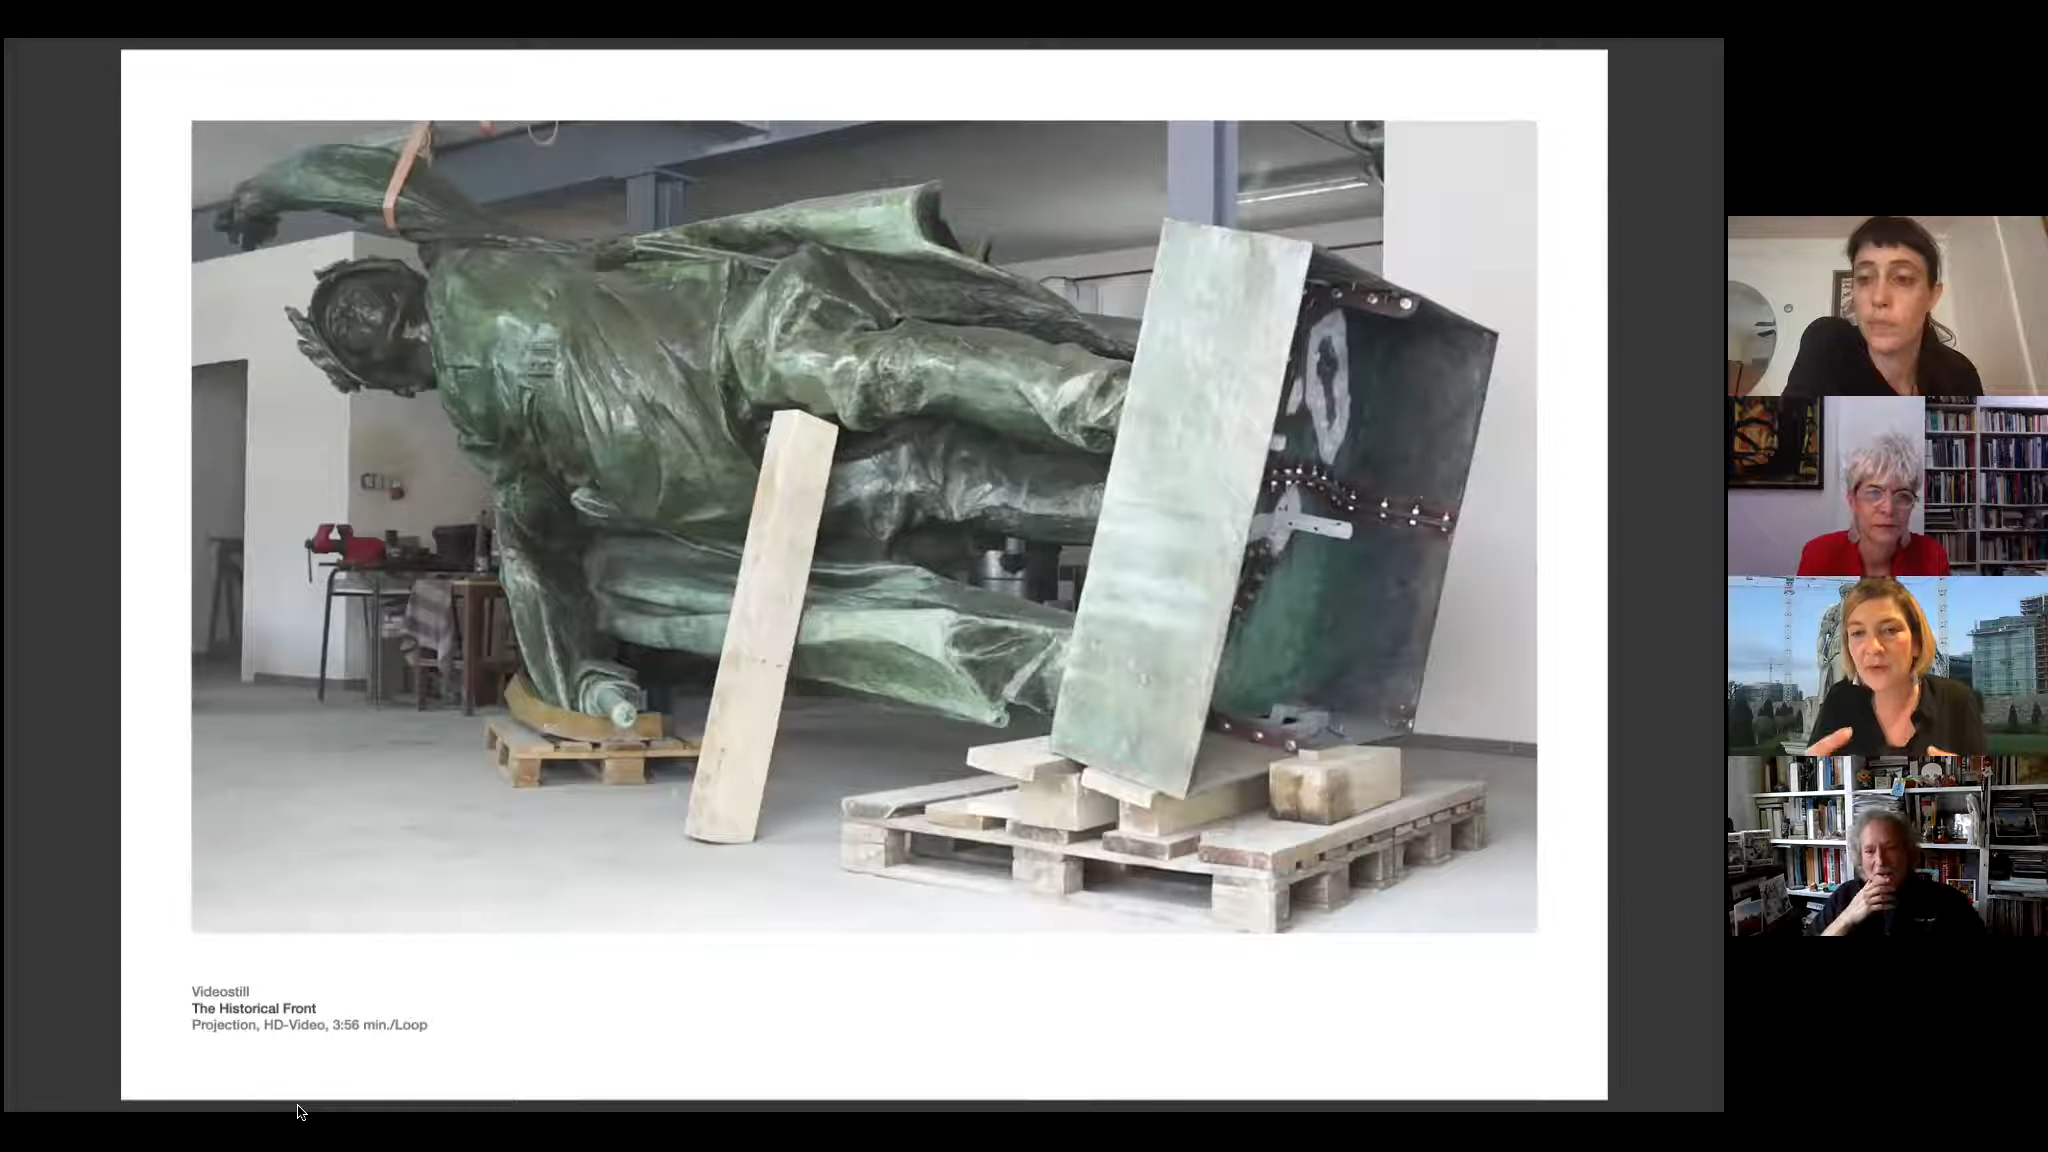 Videostill
The Historical Front
Projection, HD-Video, 3:56 min./Loop